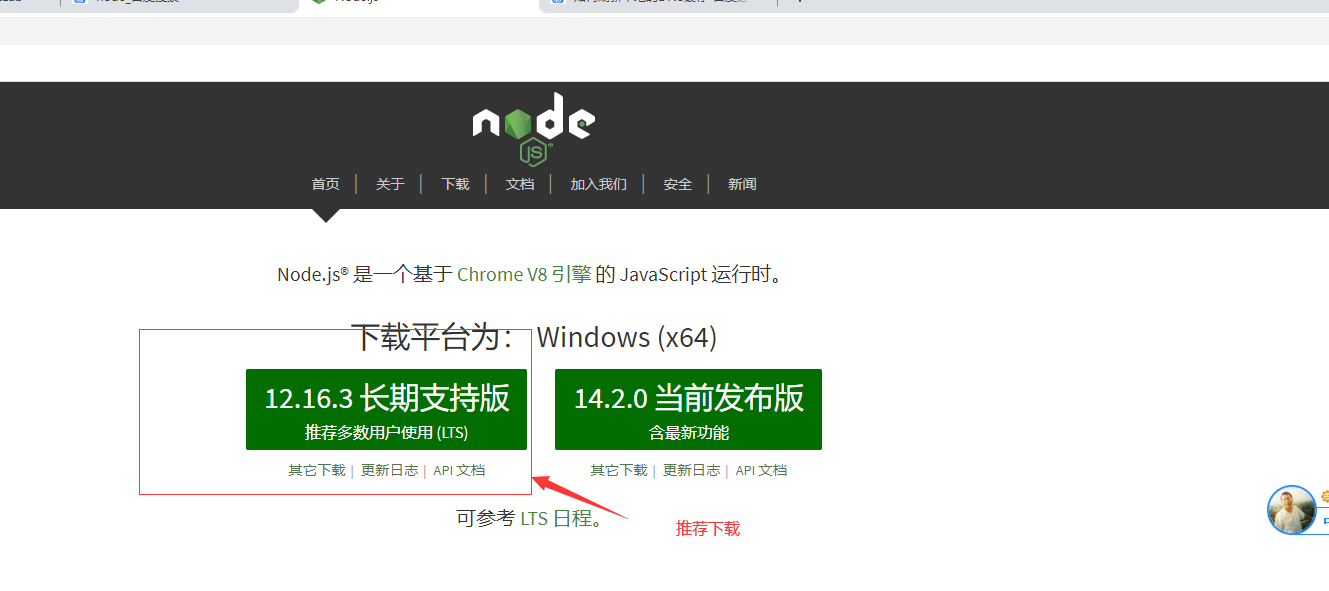 node
JS
首页 | 关于 | 下载 | 文档 | 加入我们 | 安全 | 新闻
Node.js® 是一个基于 Chrome V8 引擎 的 JavaScript 运行时。
下载平台为： Windows (x64)
12.16.3 长期支持版
推荐多数用户使用 (LTS)
14.2.0 当前发布版
含最新功能
其它下载 | 更新日志 | API 文档
其它下载 | 更新日志 | API 文档
可参考 LTS 日程。
推荐下载